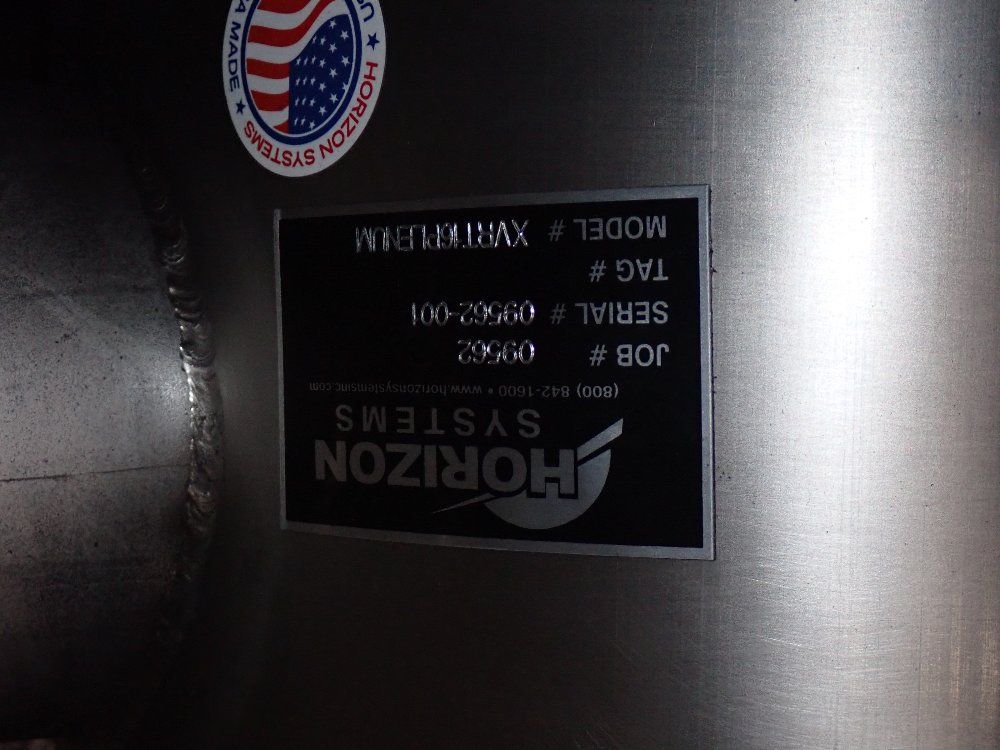 HORIZON
SYSTEMS
(800) 842-1600 • www.horizonsystemsinc.com
JOB # 09562
SERIAL # 09562-001
TAG #
MODEL # XVRT16PLENUM
HORIZON SYSTEMS
MADE